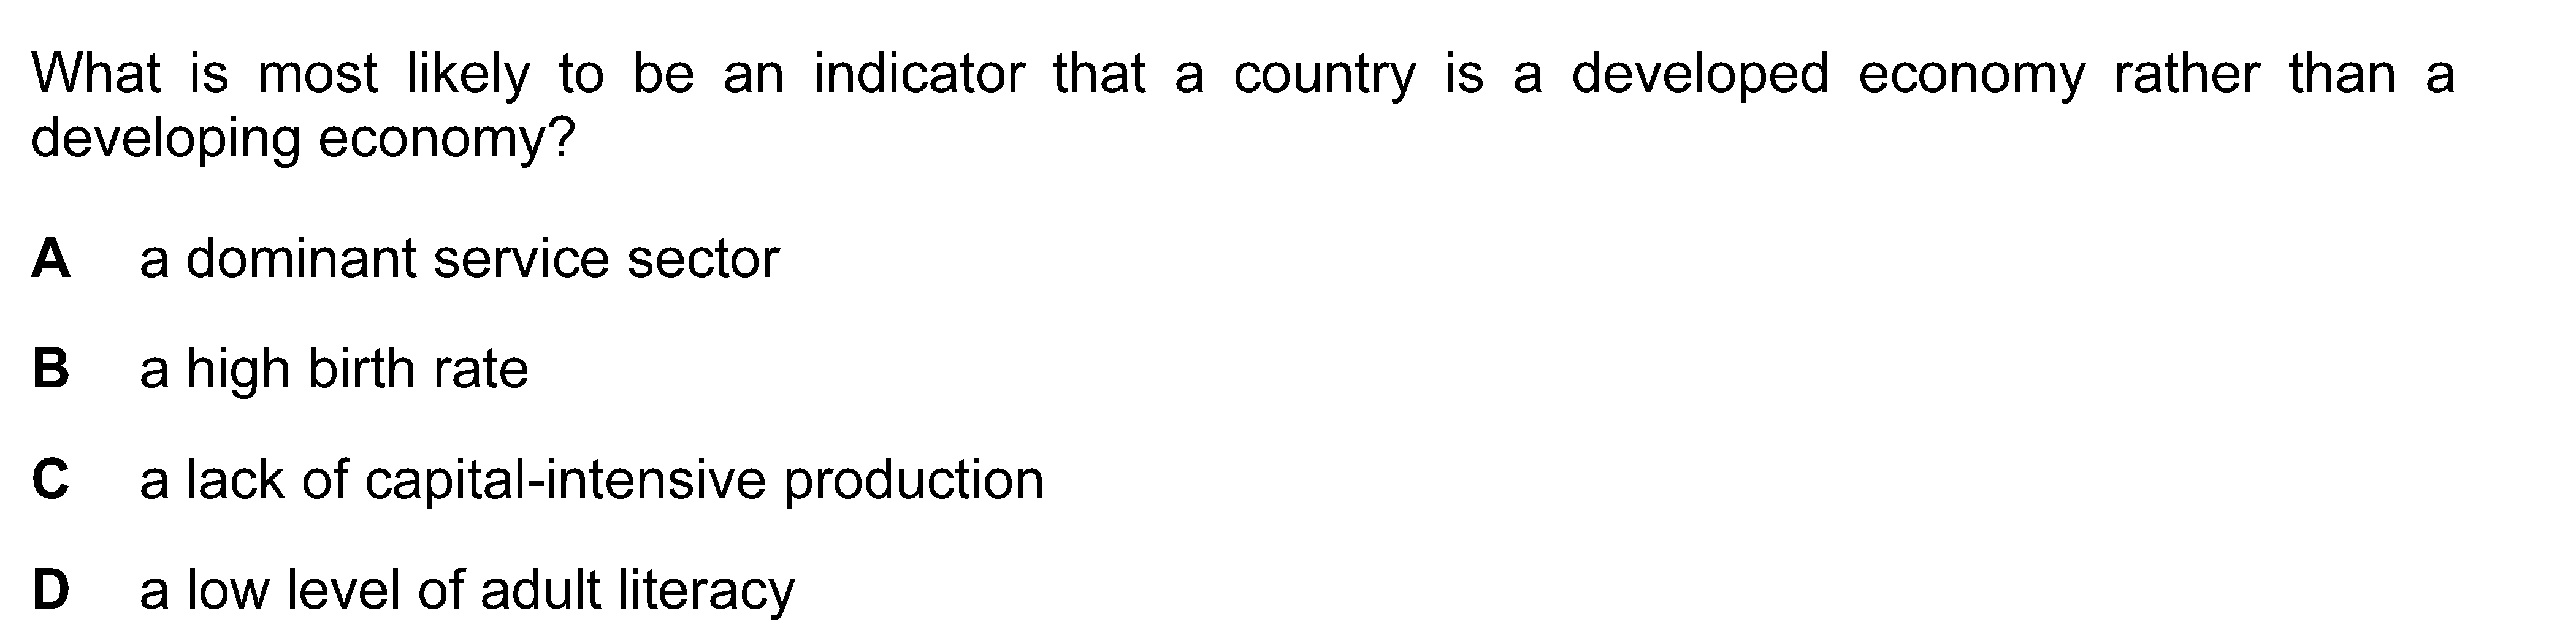 What is most likely to be an indicator that a country is a developed economy rather than a
developing economy?
A a dominant service sector
B a high birth rate
C a lack of capital-intensive production
D a low level of adult literacy